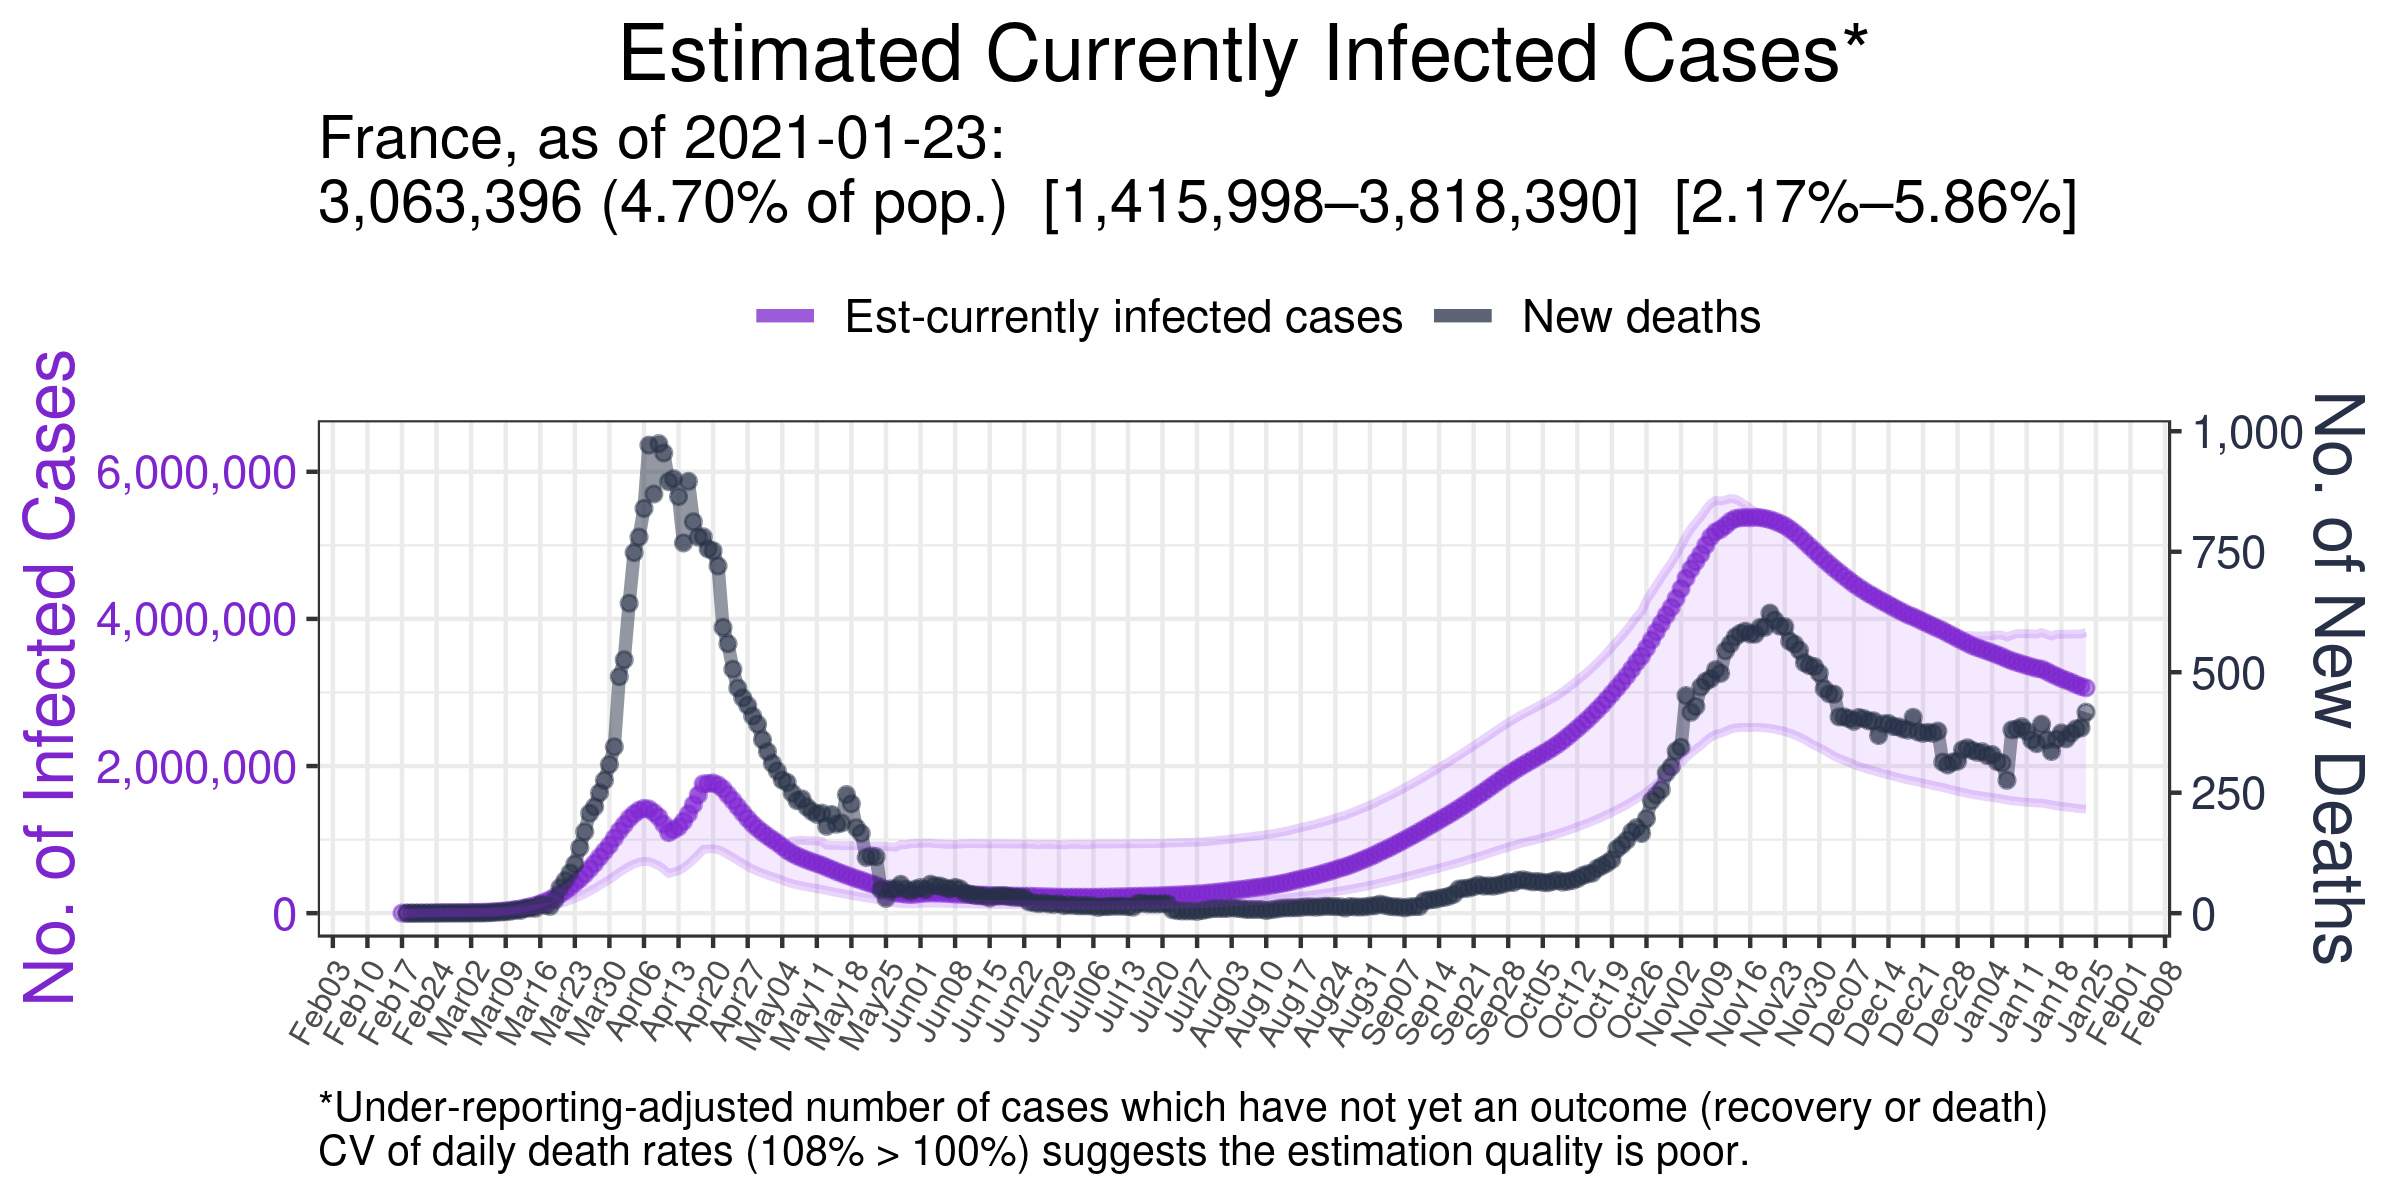 Estimated Currently Infected Cases*
France, as of 2021-01-23:
3,063,396 (4.70% of pop.)  [1,415,998–3,818,390]  [2.17%–5.86%]
Est-currently infected cases
New deaths
No. of Infected Cases
6,000,000
4,000,000
2,000,000
0
1,000
750
500
250
0
No. of New Deaths
Feb03
Feb10
Feb17
Feb24
Mar02
Mar09
Mar16
Mar23
Mar30
Apr06
Apr13
Apr20
Apr27
May04
May11
May18
May25
Jun01
Jun08
Jun15
Jun22
Jun29
Jul06
Jul13
Jul20
Jul27
Aug03
Aug10
Aug17
Aug24
Aug31
Sep07
Sep14
Sep21
Sep28
Oct05
Oct12
Oct19
Oct26
Nov02
Nov09
Nov16
Nov23
Nov30
Dec07
Dec14
Dec21
Dec28
Jan04
Jan11
Jan18
Jan25
Feb01
Feb08
*Under-reporting-adjusted number of cases which have not yet an outcome (recovery or death)
CV of daily death rates (108% > 100%) suggests the estimation quality is poor.